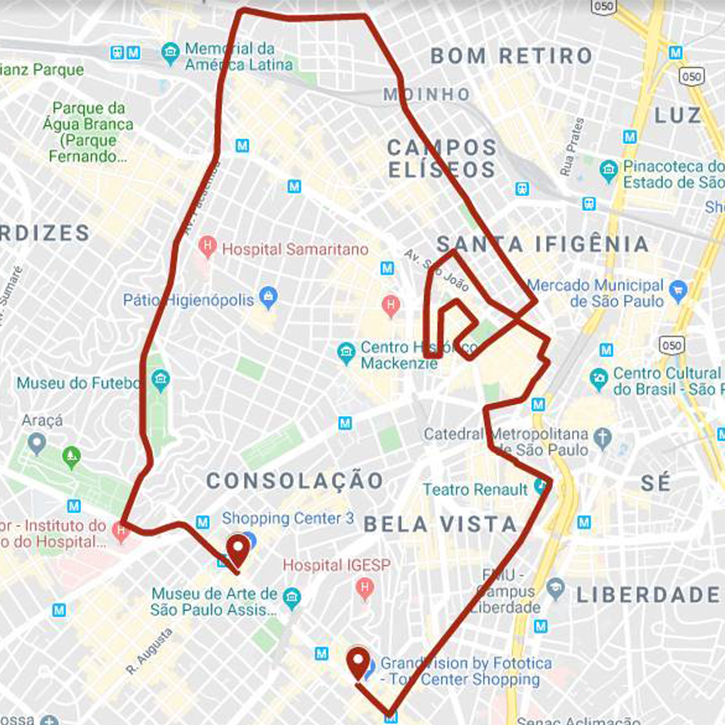 050
Memorial da
América Latina
BOM RETIRO
ianz Parque
050
MOINHO
Parque da
Água Branca
(Parque
Fernando...
LUZ
Rua Prates
CAMPOS
ELÍSEOS
Pinacoteca do
Estado de São
Sh
RDIZES
Hospital Samaritano
SANTA IFIGÊNIA
Av. São João
Mercado Municipal
de São Paulo
Pátio Higienópolis
050
Centro Histórico
Mackenzie
Museu do Futebo
Centro Cultural
do Brasil - São P
Araçá
Catedral Metropolitana
de São Paulo
CONSOLAÇÃO
Teatro Renault
SÉ
Shopping Center 3
BELA VISTA
or - Instituto do
o do Hospital...
Hospital IGESP
FMU -
Campus
Liberdade
LIBERDADE
Museu de Arte de
São Paulo Assis...
R. Augusta
GrandVision by Fototica
- Top Center Shopping
ossa
Senac Aclimação